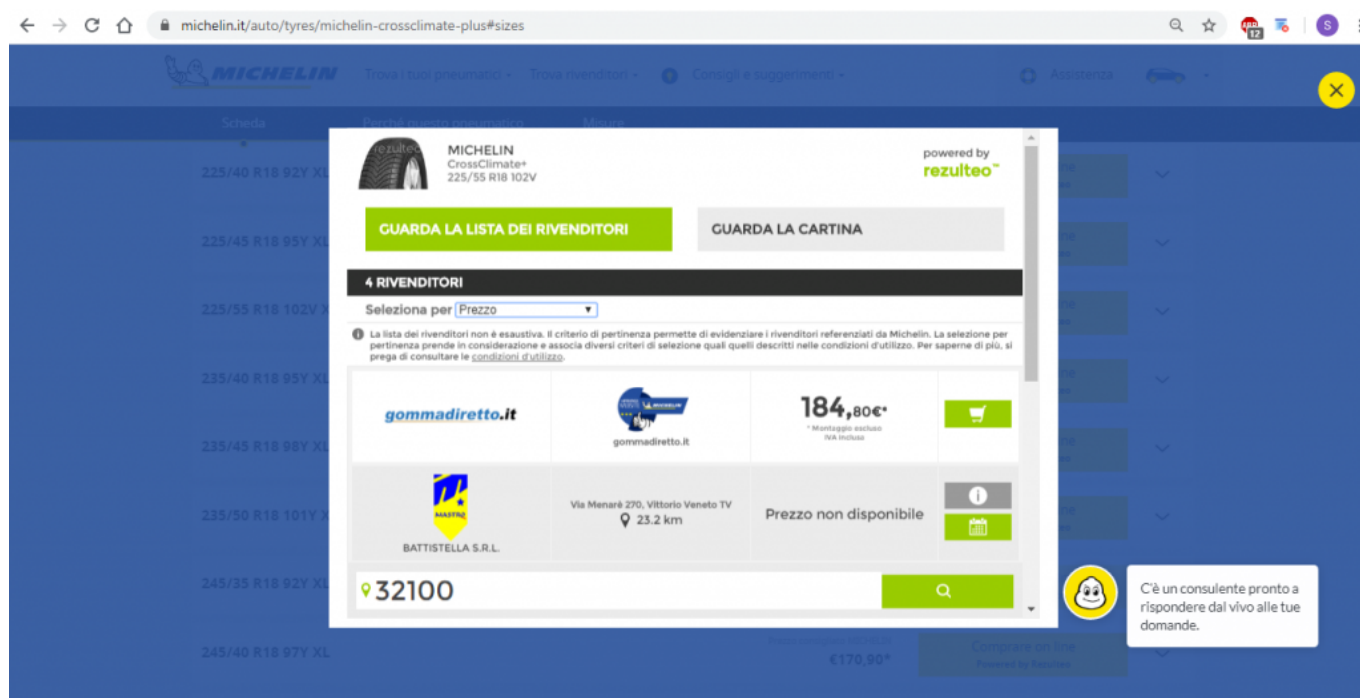 michelin.it/auto/tyres/michelin-crossclimate-plus#sizes
12
S
MICHELIN
Trova i tuoi pneumatici
Trova rivenditori
Consigli e suggerimenti
Assistenza
Scheda
Perché questo pneumatico
Misure
rezulteo
MICHELIN
CrossClimate+
225/55 R18 102V
powered by
rezulteo™
GUARDA LA LISTA DEI RIVENDITORI
GUARDA LA CARTINA
4 RIVENDITORI
Seleziona per Prezzo
La lista dei rivenditori non è esaustiva. Il criterio di pertinenza permette di evidenziare i rivenditori referenziati da Michelin. La selezione per
pertinenza prende in considerazione e associa diversi criteri di selezione quali quelli descritti nelle condizioni d'utilizzo. Per saperne di più, si
prega di consultare le condizioni d'utilizzo.
gommadiretto.it
MICHELIN
gommadiretto.it
184,80€*
* Montaggio escluso
IVA inclusa
MASTRO
BATTISTELLA S.R.L.
Via Menarè 270, Vittorio Veneto TV
23.2 km
Prezzo non disponibile
32100
225/40 R18 92Y XL
225/45 R18 95Y XL
225/55 R18 102V X
235/40 R18 95Y XL
235/45 R18 98Y XL
235/50 R18 101Y X
245/35 R18 92Y XL
245/40 R18 97Y XL
€170,90*
Comprare on line
Powered by Rezulteo
C'è un consulente pronto a
rispondere dal vivo alle tue
domande.